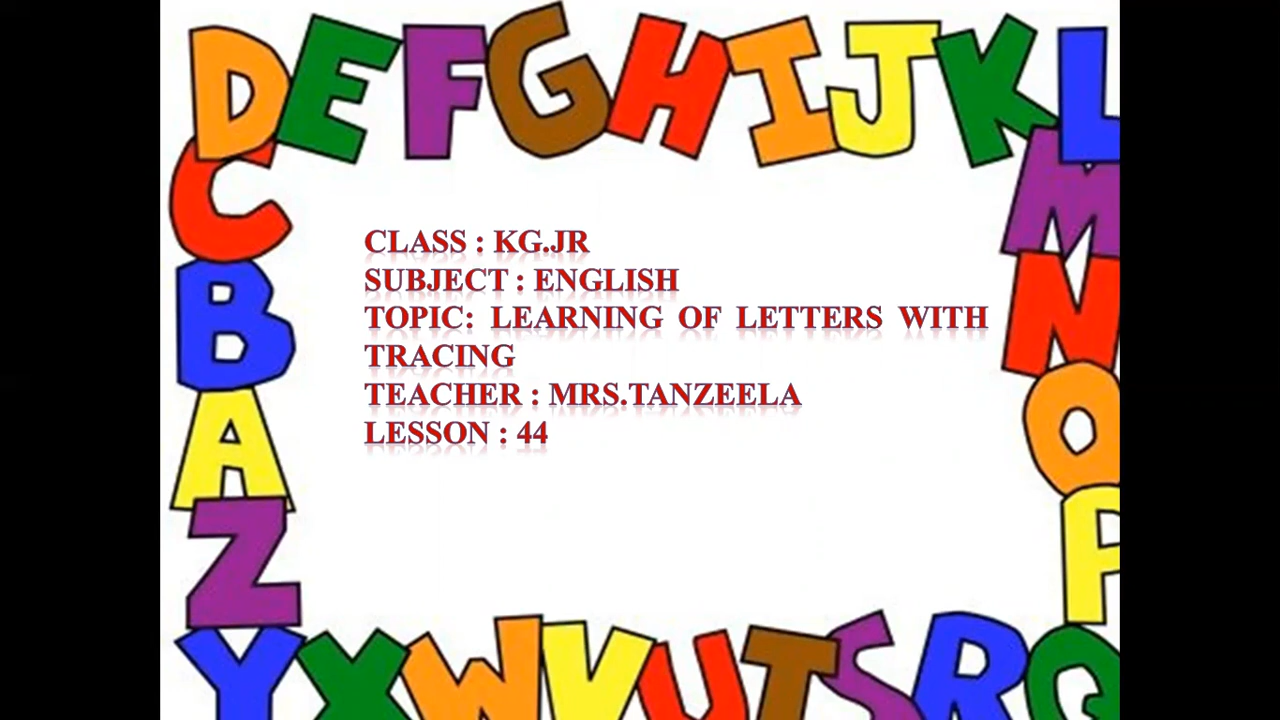 D E F G H I J K L
C M
CLASS : KG.JR
SUBJECT : ENGLISH
TOPIC: LEARNING OF LETTERS WITH
TRACING
TEACHER : MRS.TANZEELA
LESSON : 44
B N
A O
Z P
Y X W V U T S R Q